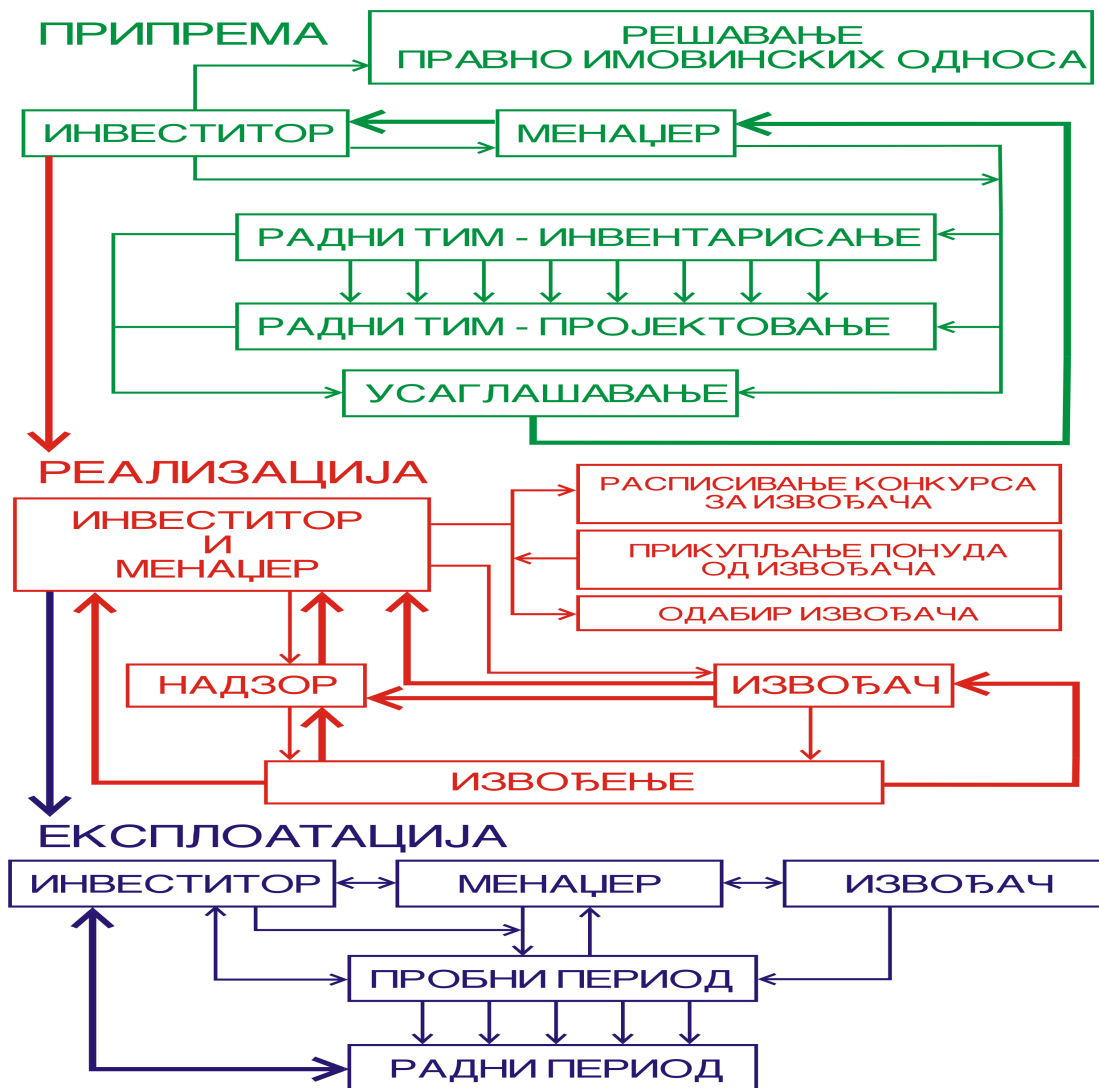 ПРИПРЕМА
РЕШАВАЊЕ
ПРАВНО ИМОВИНСКИХ ОДНОСА
ИНВЕСТИТОР
МЕНАЏЕР
РАДНИ ТИМ - ИНВЕНТАРИСАЊЕ
РАДНИ ТИМ - ПРОЈЕКТОВАЊЕ
УСАГЛАШАВАЊЕ
РЕАЛИЗАЦИЈА
ИНВЕСТИТОР
И
МЕНАЏЕР
РАСПИСИВАЊЕ КОНКУРСА
ЗА ИЗВОЂАЧА
ПРИКУПЉАЊЕ ПОНУДА
ОД ИЗВОЂАЧА
ОДАБИР ИЗВОЂАЧА
НАДЗОР
ИЗВОЂАЧ
ИЗВОЂЕЊЕ
ЕКСПЛОАТАЦИЈА
ИНВЕСТИТОР
МЕНАЏЕР
ИЗВОЂАЧ
ПРОБНИ ПЕРИОД
РАДНИ ПЕРИОД